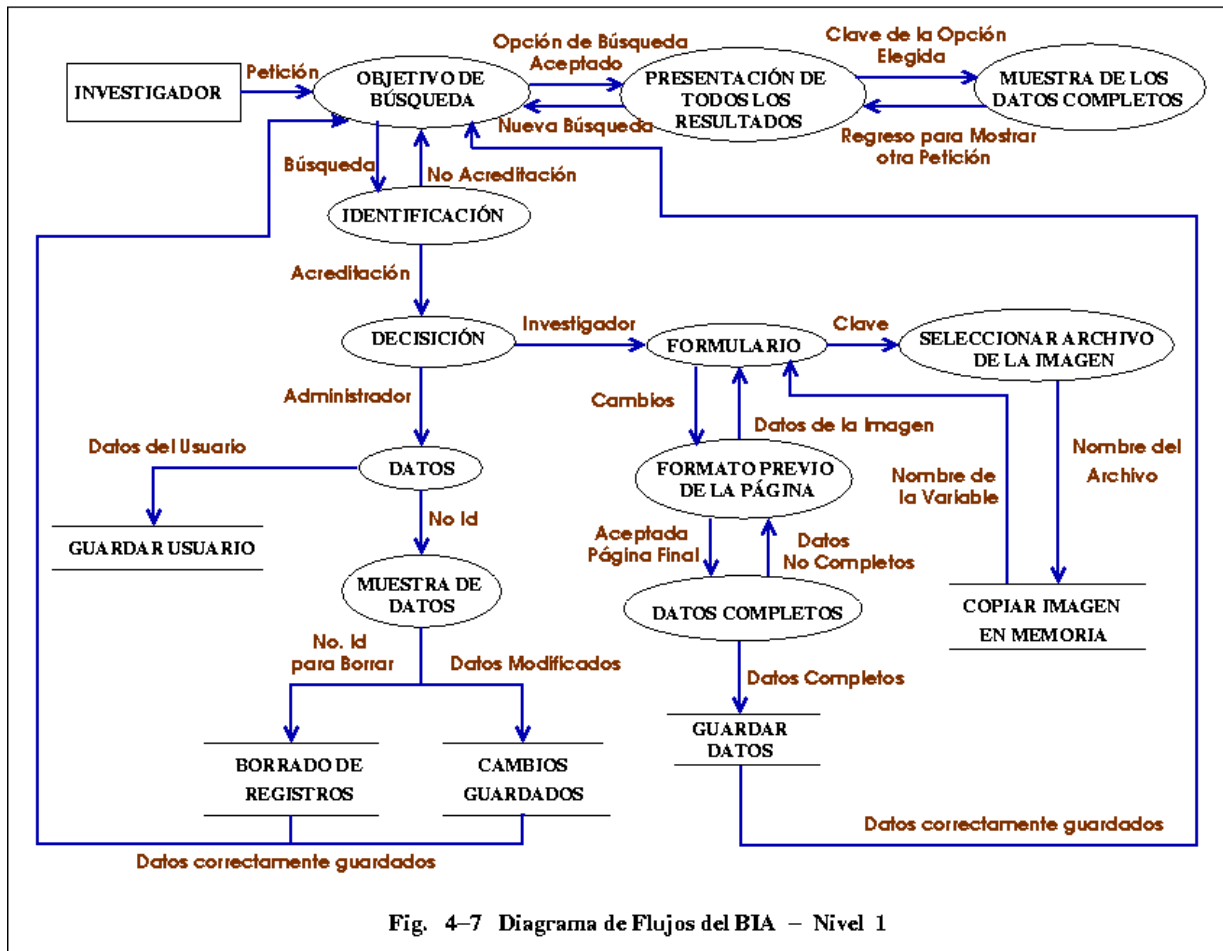 Opción de Búsqueda
Aceptado
Clave de la Opción
Elegida
Petición
INVESTIGADOR
OBJETIVO DE
BÚSQUEDA
PRESENTACIÓN DE
TODOS LOS
RESULTADOS
MUESTRA DE LOS
DATOS COMPLETOS
Nueva Búsqueda
Regreso para Mostrar
otra Petición
Búsqueda
No Acreditación
IDENTIFICACIÓN
Acreditación
DECISIÓN
Investigador
FORMULARIO
Clave
SELECCIONAR ARCHIVO
DE LA IMAGEN
Administrador
Cambios
Datos de la Imagen
Datos del Usuario
DATOS
FORMATO PREVIO
DE LA PÁGINA
Nombre de
la Variable
Nombre del
Archivo
No Id
GUARDAR USUARIO
Aceptada
Página Final
Datos
No Completos
MUESTRA DE
DATOS
DATOS COMPLETOS
COPIAR IMAGEN
EN MEMORIA
No. Id
para Borrar
Datos Modificados
Datos Completos
GUARDAR
DATOS
BORRADO DE
REGISTROS
CAMBIOS
GUARDADOS
Datos correctamente guardados
Datos correctamente guardados
Fig. 4-7 Diagrama de Flujos del BIA - Nivel 1